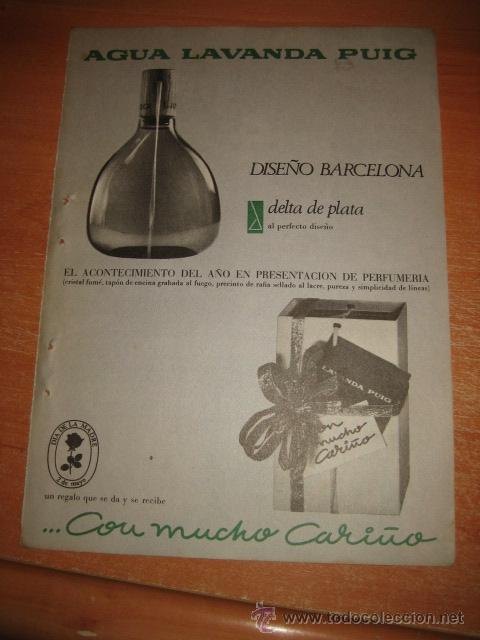 AGUA LAVANDA PUIG
DISEÑO BARCELONA
delta de plata
al perfecto diseño
EL ACONTECIMIENTO DEL AÑO EN PRESENTACION DE PERFUMERIA
(cristal fumé, tapón de encina grabada al fuego, precinto de rafia sellado al lacre, pureza y simplicidad de líneas)
LAVANDA PUIG
con
mucho
cariño
DIA DE LA MADRE
2 de mayo
un regalo que se da y se recibe
...Con mucho Cariño
www.todocoleccion.net